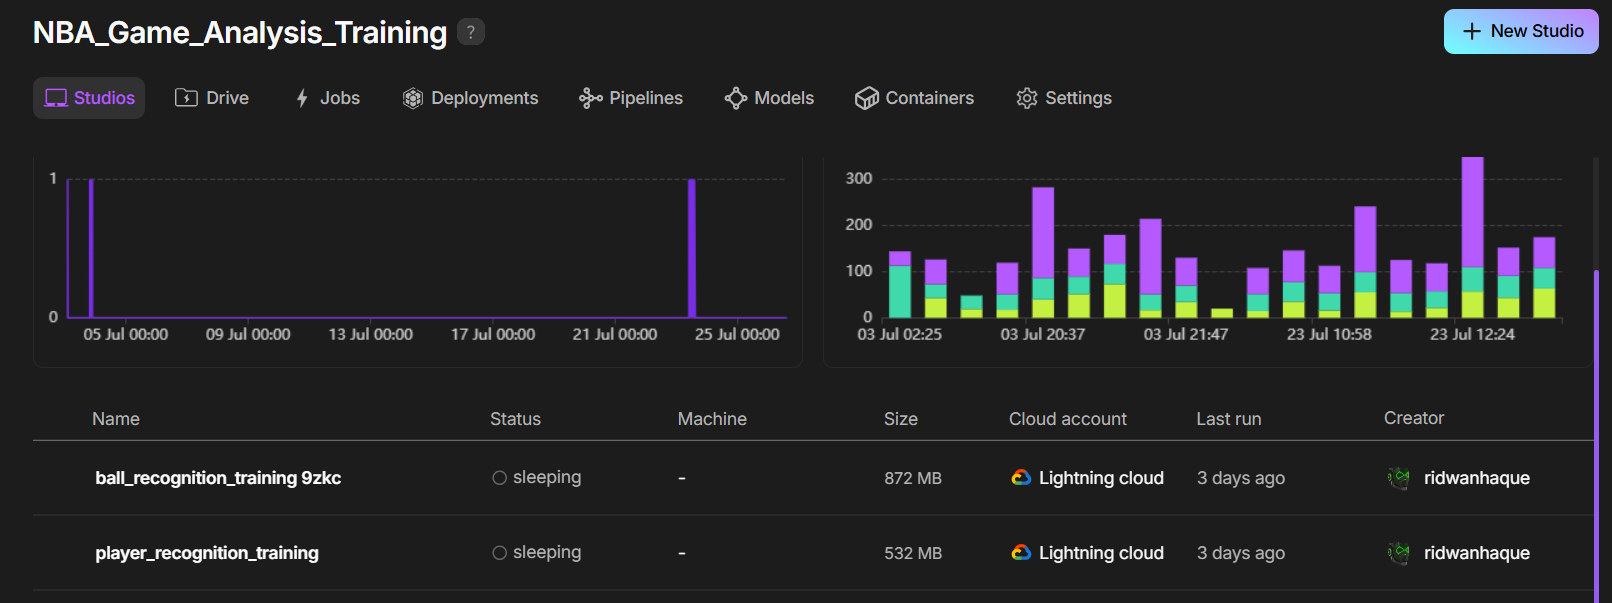 NBA_Game_Analysis_Training ?
+ New Studio
Studios Drive Jobs Deployments Pipelines Models Containers Settings
1
0
05 Jul 00:00 09 Jul 00:00 13 Jul 00:00 17 Jul 00:00 21 Jul 00:00 25 Jul 00:00
300
200
100
0
03 Jul 02:25 03 Jul 20:37 03 Jul 21:47 23 Jul 10:58 23 Jul 12:24
Name Status Machine Size Cloud account Last run Creator
ball_recognition_training 9zkc sleeping - 872 MB Lightning cloud 3 days ago ridwanhaque
player_recognition_training sleeping - 532 MB Lightning cloud 3 days ago ridwanhaque